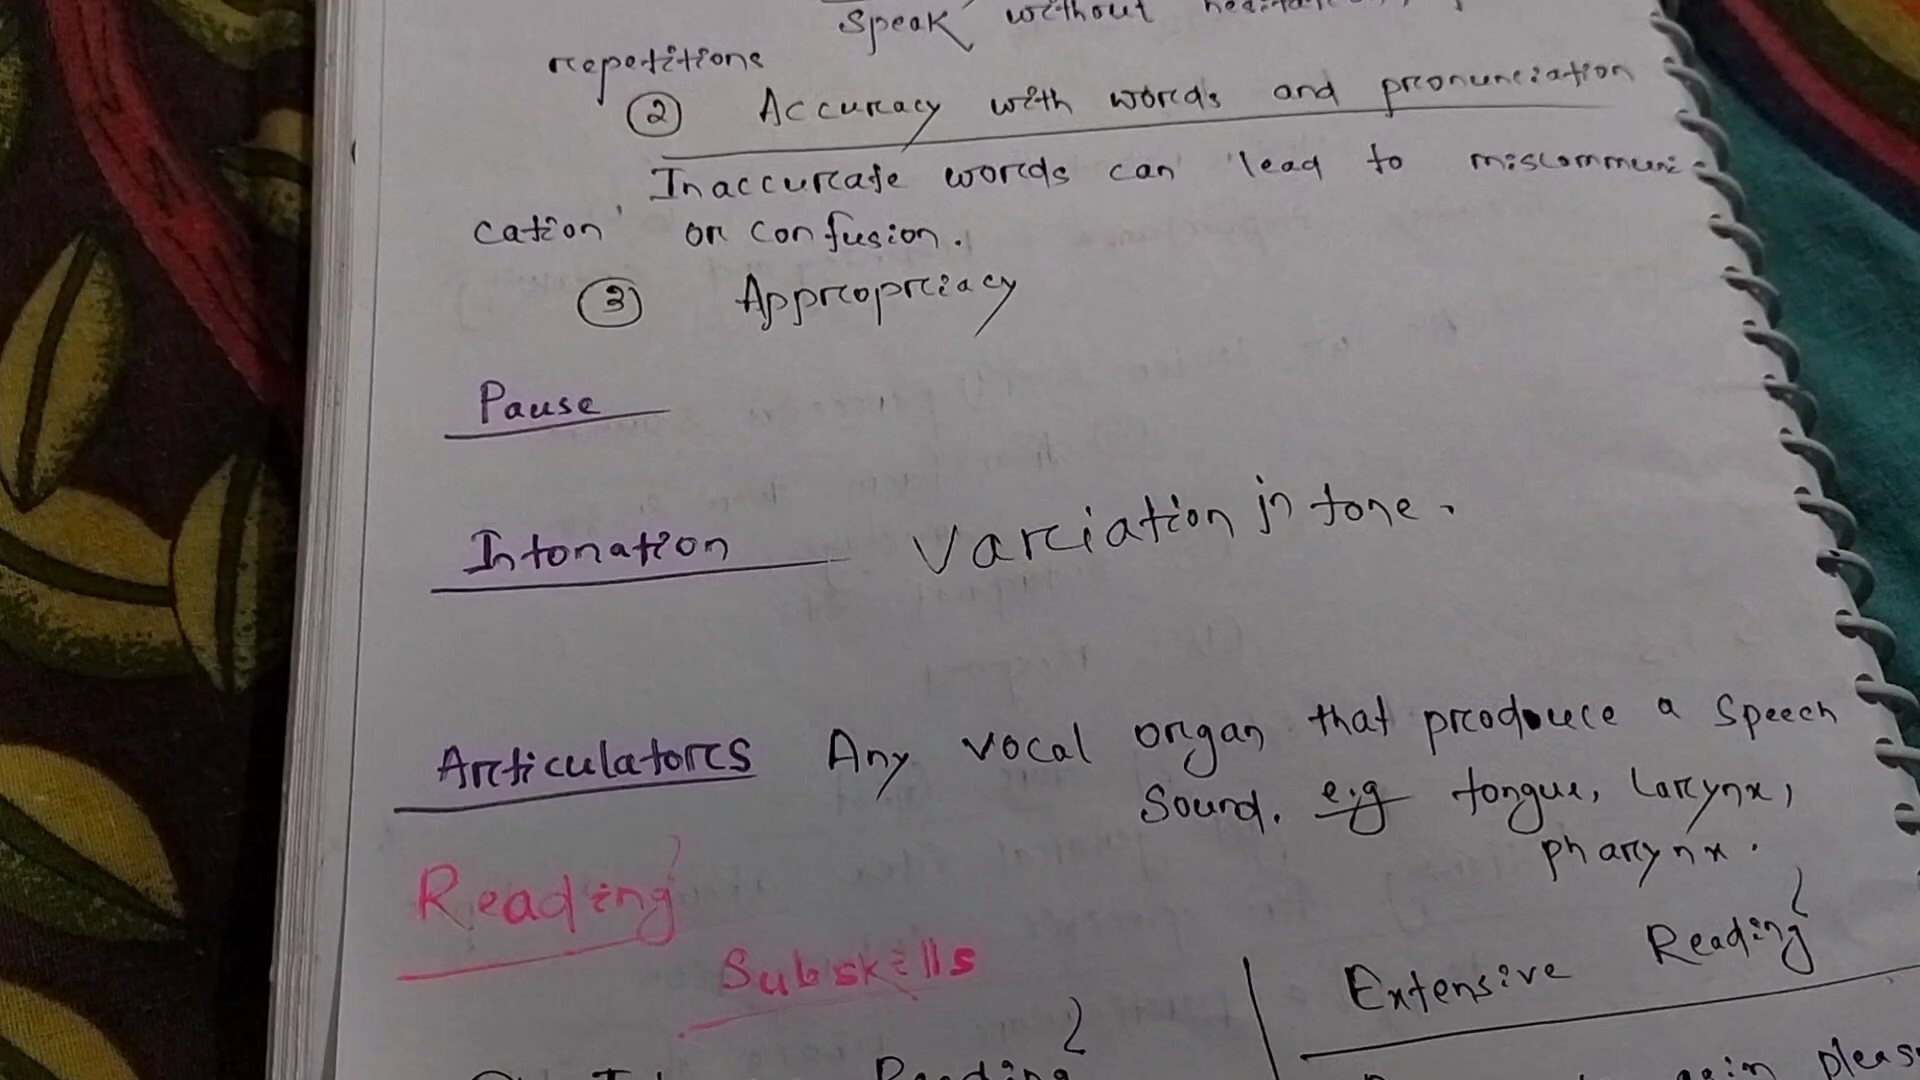 Speak without
repetitions
② Accuracy with words and pronunciation
Inaccurate words can lead to miscommuni-
cation or confusion.
③ Appropriacy
Pause
Intonation Variation in tone.
Articulators Any vocal organ that produce a speech
sound. e.g tongue, larynx,
pharynx.
Reading
Subskills
Extensive Reading
Reading